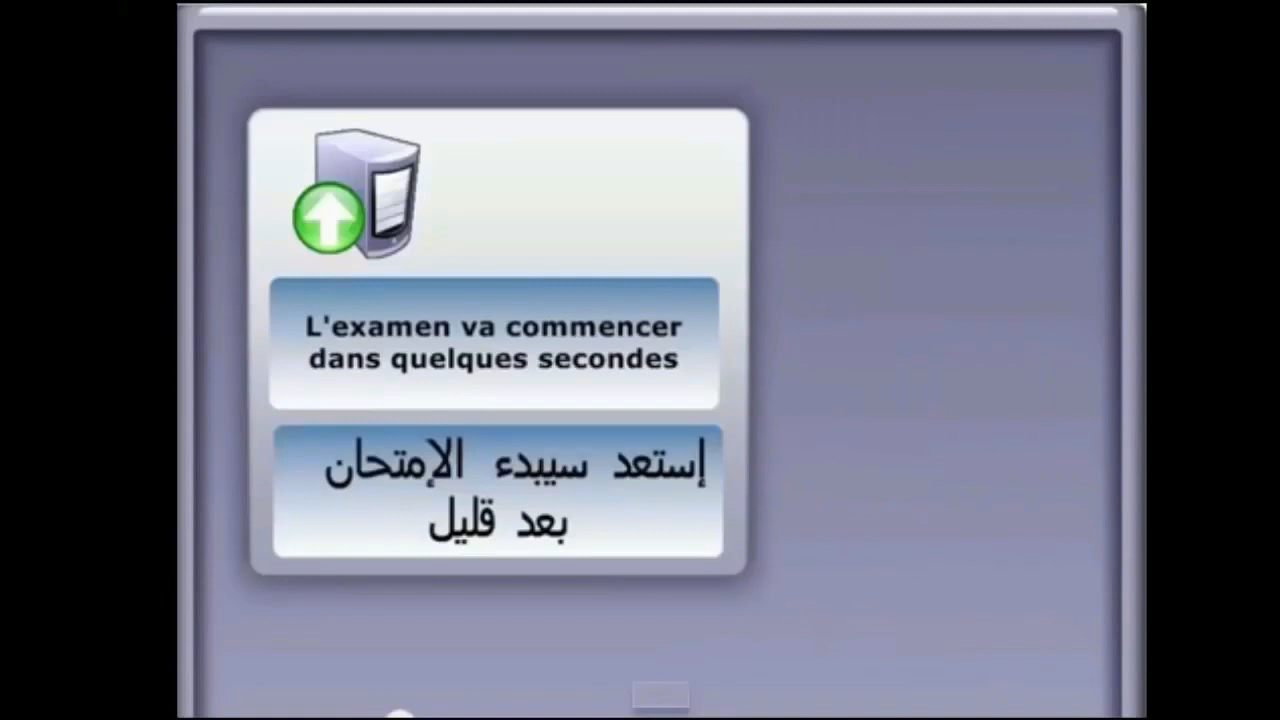 L'examen va commencer
dans quelques secondes
إستعد سيبدء الإمتحان
بعد قليل